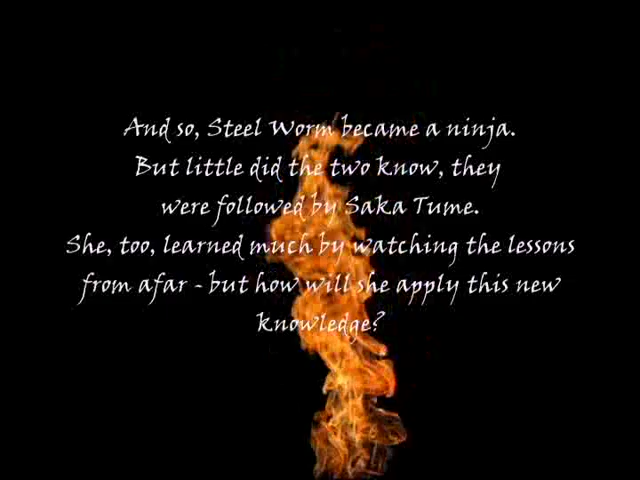 And so, Steel Worm became a ninja.
But little did the two know, they
were followed by Saka Tume.
She, too, learned much by watching the lessons
from afar - but how will she apply this new
knowledge?